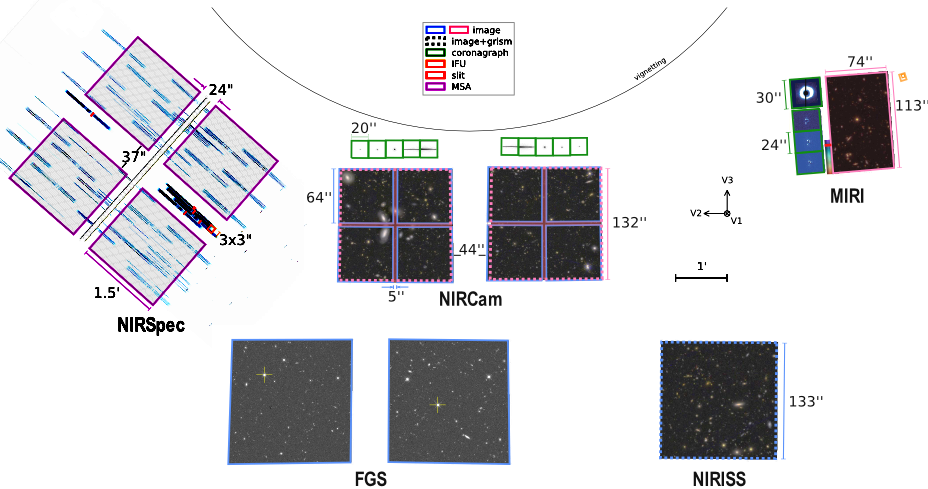 image
image+grism
coronagraph
IFU
slit
MSA
vignetting
24"
37"
3x3"
1.5'
NIRSpec
20''
64''
44''
132''
5''
NIRCam
74''
30''
113''
24''
MIRI
V3
V2
V1
1'
FGS
133''
NIRISS